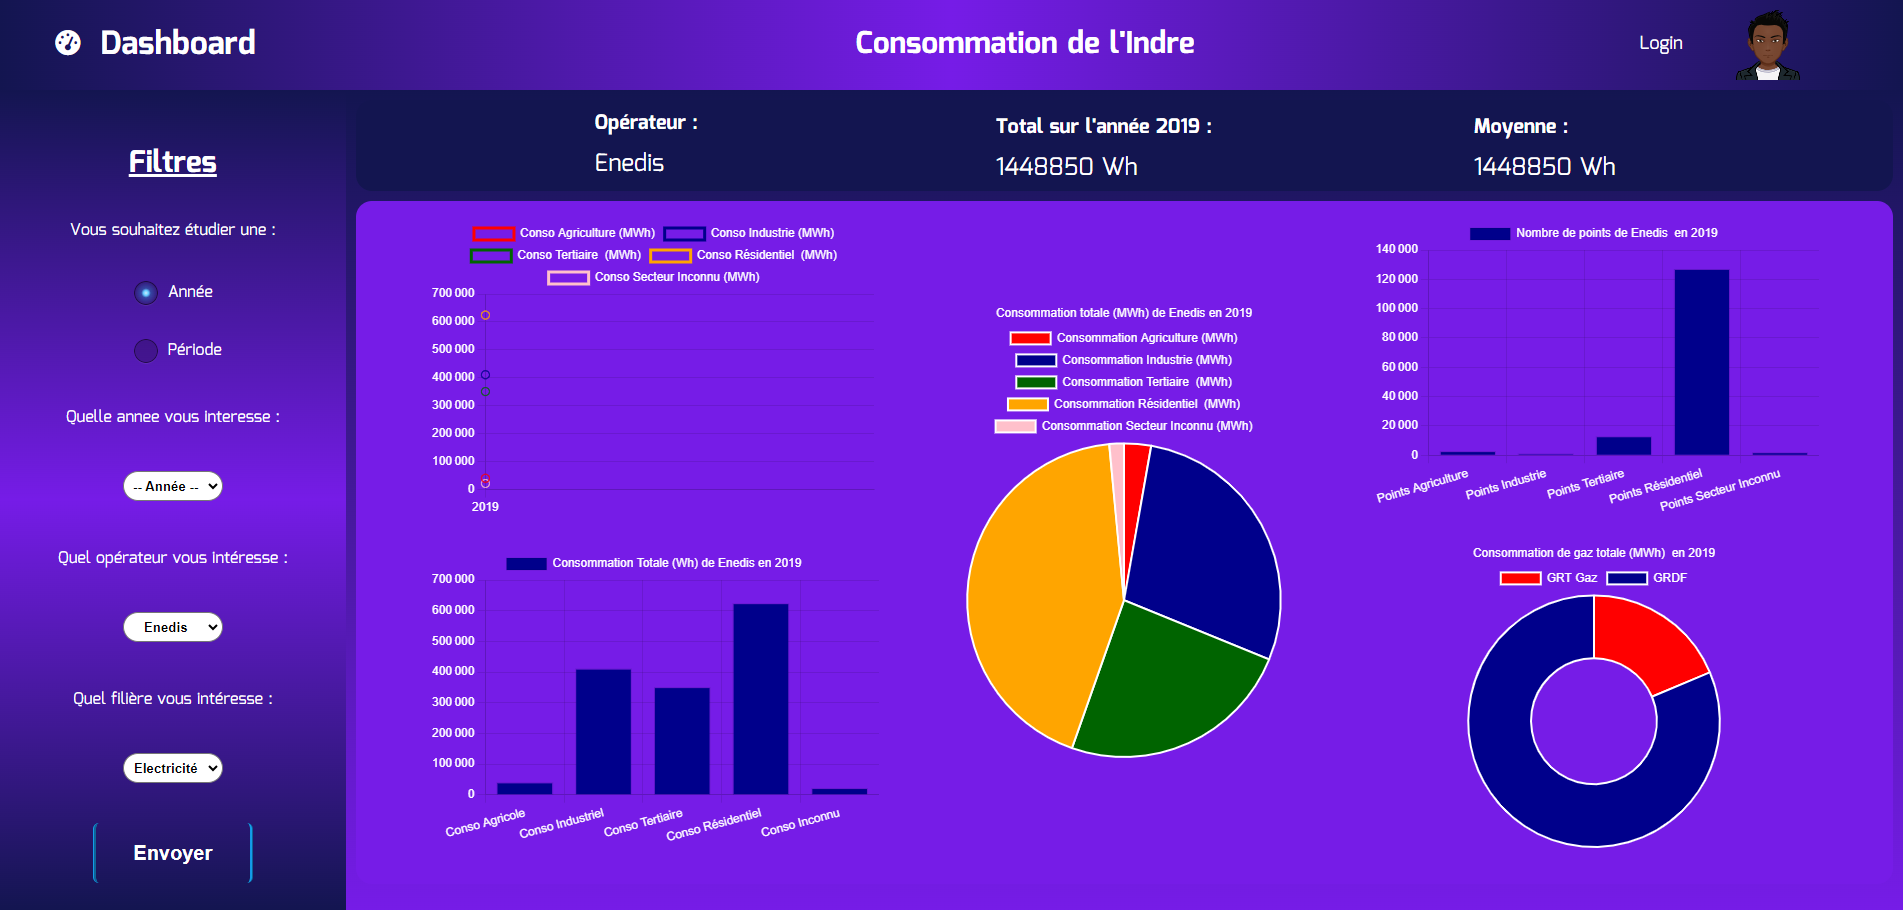 Dashboard
Consommation de l'Indre
Login
Filtres
Vous souhaitez étudier une :
Année
Période
Quelle annee vous interesse :
-- Année --
Quel opérateur vous intéresse :
Enedis
Quel filière vous intéresse :
Electricité
Envoyer
Opérateur :
Enedis
Total sur l'année 2019 :
1448850 Wh
Moyenne :
1448850 Wh
Conso Agriculture (MWh) Conso Industrie (MWh)
Conso Tertiaire (MWh) Conso Résidentiel (MWh)
Conso Secteur Inconnu (MWh)
700 000
600 000
500 000
400 000
300 000
200 000
100 000
0
2019
Consommation Totale (Wh) de Enedis en 2019
700 000
600 000
500 000
400 000
300 000
200 000
100 000
0
Conso Agricole
Conso Industriel
Conso Tertiaire
Conso Résidentiel
Conso Inconnu
Consommation totale (MWh) de Enedis en 2019
Consommation Agriculture (MWh)
Consommation Industrie (MWh)
Consommation Tertiaire (MWh)
Consommation Résidentiel (MWh)
Consommation Secteur Inconnu (MWh)
Nombre de points de Enedis en 2019
140 000
120 000
100 000
80 000
60 000
40 000
20 000
0
Points Agriculture
Points Industrie
Points Tertiaire
Points Résidentiel
Points Secteur Inconnu
Consommation de gaz totale (MWh) en 2019
GRT Gaz GRDF